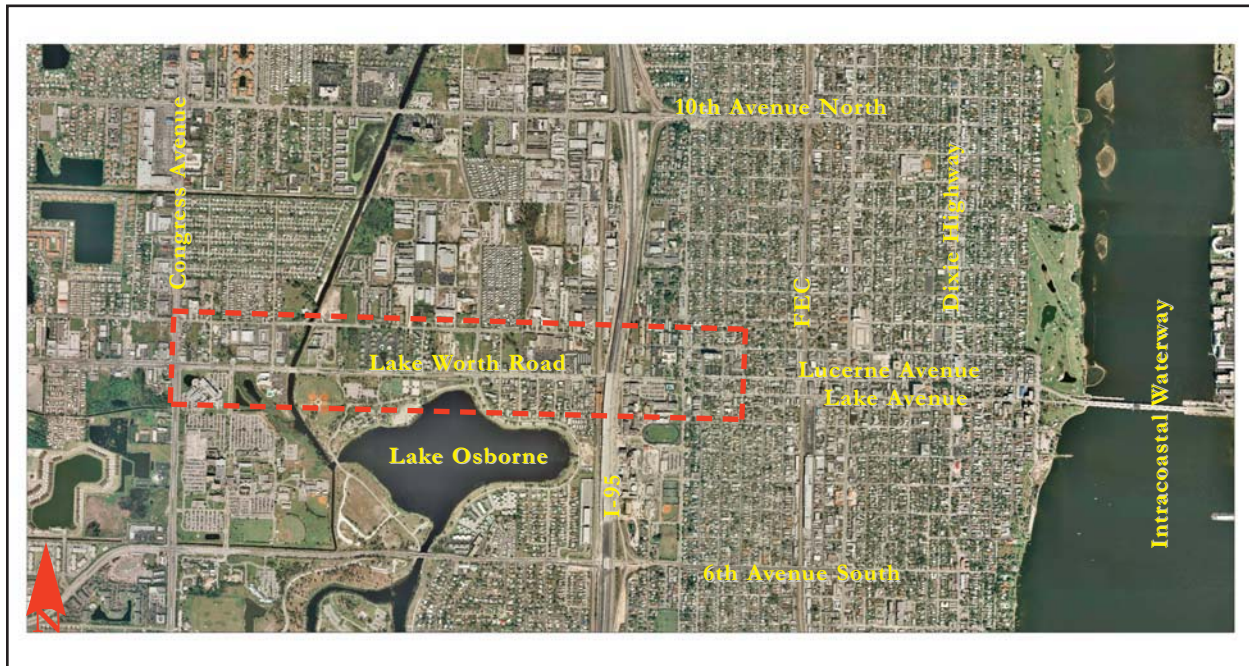 10th Avenue North
Congress Avenue
Dixie Highway
FEC
Lake Worth Road
Lucerne Avenue
Lake Avenue
Intracoastal Waterway
Lake Osborne
I-95
6th Avenue South
N